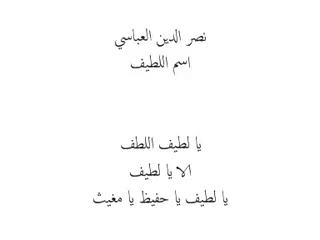 نصر الدين العباسي
اسم اللطيف
يا لطيف اللطف
الا يا لطيف
يا لطيف يا حفيظ يا مغيث